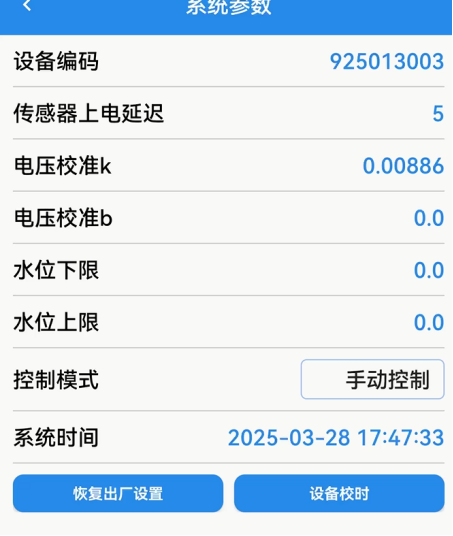 系统参数
设备编码 925013003
传感器上电延迟 5
电压校准k 0.00886
电压校准b 0.0
水位下限 0.0
水位上限 0.0
控制模式 手动控制
系统时间 2025-03-28 17:47:33
恢复出厂设置 设备校时